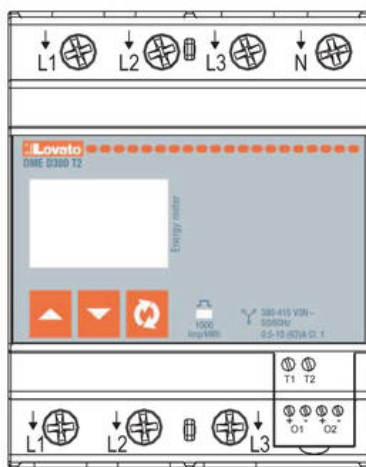 L1 L2 L3 N
Lovato
DME D300 T2
Energy meter
1000
Imp/kWh
380-415 V3N~
50/60Hz
0.5-10 (63)A Cl. 1
T1 T2
+ - + -
O1 O2
L1 L2 L3